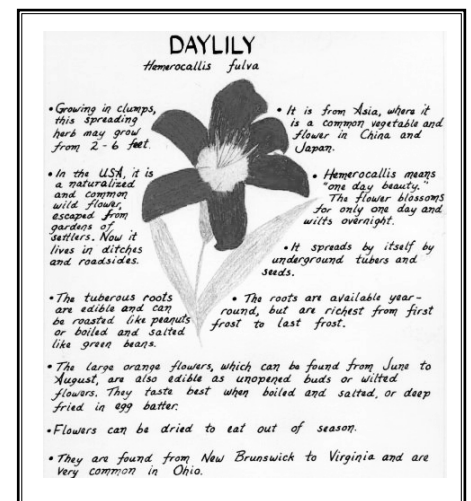 DAYLILY
Hemerocallis fulva
• Growing in clumps,
this spreading
herb may grow
from 2-6 feet.
• It is from Asia, where it
is a common vegetable and
flower in China and
Japan.
• In the USA, it is
a naturalized
and common
wild flower,
escaped from
gardens of
settlers. Now it
lives in ditches
and roadsides.
• Hemerocallis means
"one day beauty."
The flower blossoms
for only one day and
wilts overnight.
• It spreads by itself by
underground tubers and
seeds.
• The tuberous roots
are edible and can
be roasted like peanuts
or boiled and salted
like green beans.
• The roots are available year-
round, but are richest from first
frost to last frost.
• The large orange flowers, which can be found from June to
August, are also edible as unopened buds or wilted
flowers. They taste best when boiled and salted, or deep
fried in egg batter.
• Flowers can be dried to eat out of season.
• They are found from New Brunswick to Virginia and are
very common in Ohio.